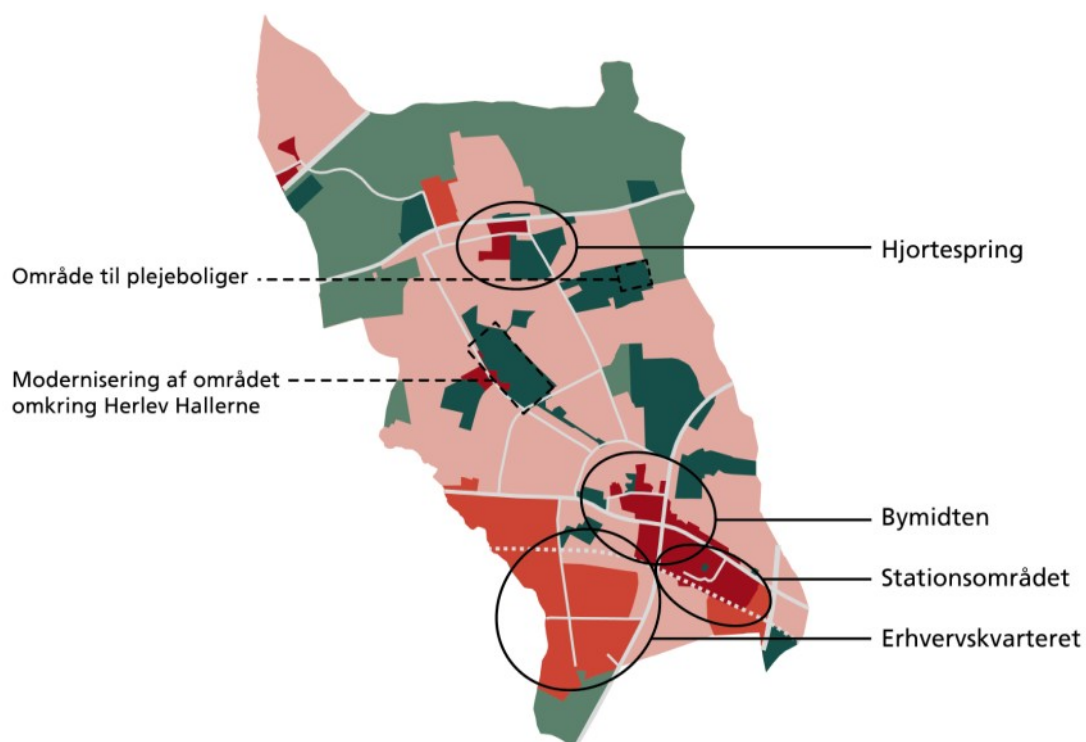 Hjortespring
Område til plejeboliger
Modernisering af området
omkring Herlev Hallerne
Bymidten
Stationsområdet
Erhvervskvarteret